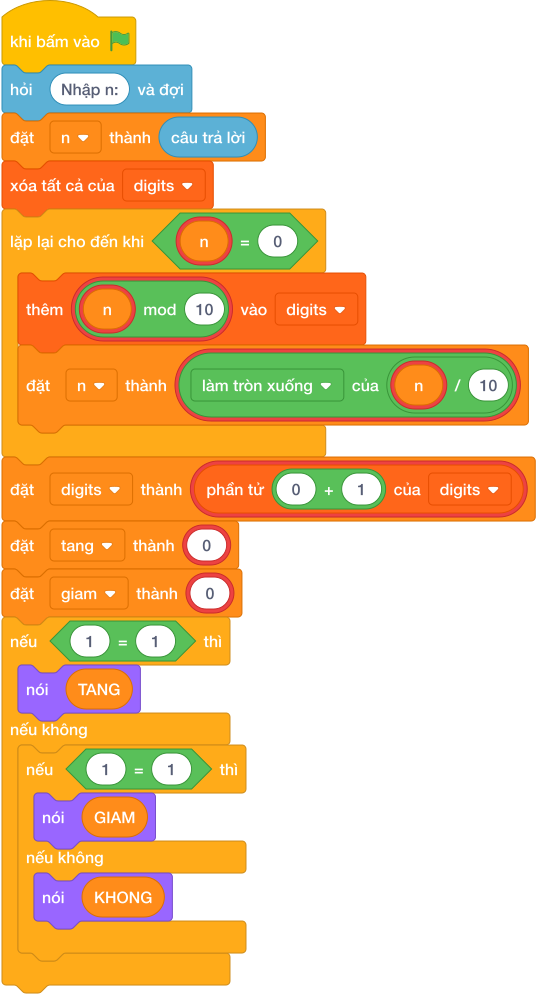 khi bấm vào
hỏi Nhập n: và đợi
đặt n thành câu trả lời
xóa tất cả của digits
lặp lại cho đến khi n = 0
thêm n mod 10 vào digits
đặt n thành làm tròn xuống của n / 10
đặt digits thành phần tử 0 + 1 của digits
đặt tang thành 0
đặt giam thành 0
nếu 1 = 1 thì
nói TANG
nếu không
nếu 1 = 1 thì
nói GIAM
nếu không
nói KHONG